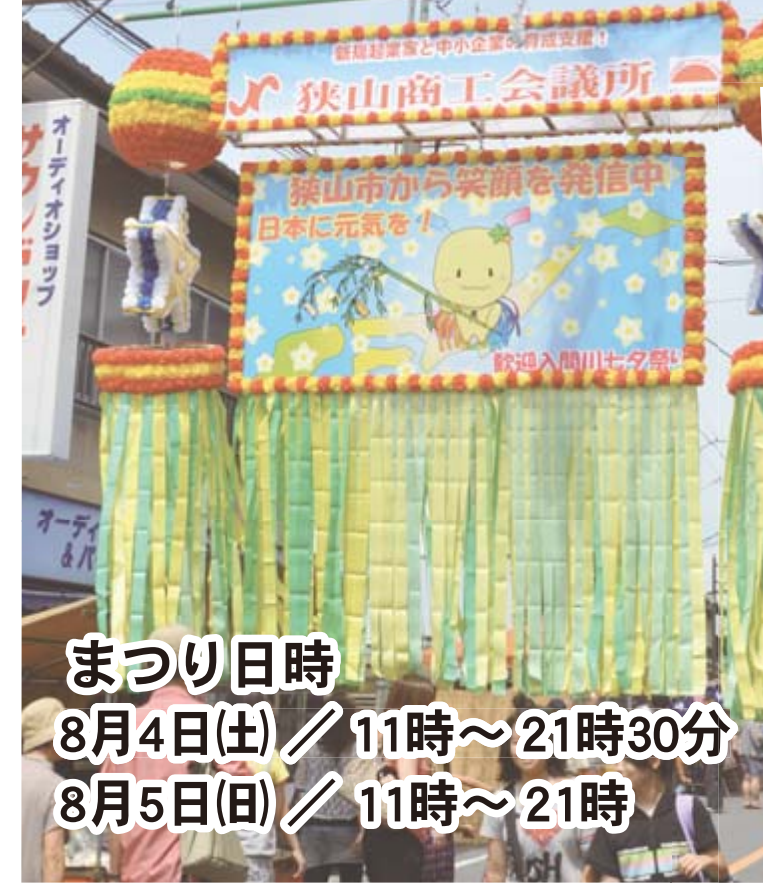 新規起業家と中小企業の育成支援！
狭山商工会議所
狭山市から笑顔を発信中
日本に元気を！
歓迎入間川七夕祭り
オーディオショップ
オーディ
&パ
まつり日時
8月4日(土) ／ 11時～21時30分
8月5日(日) ／ 11時～21時